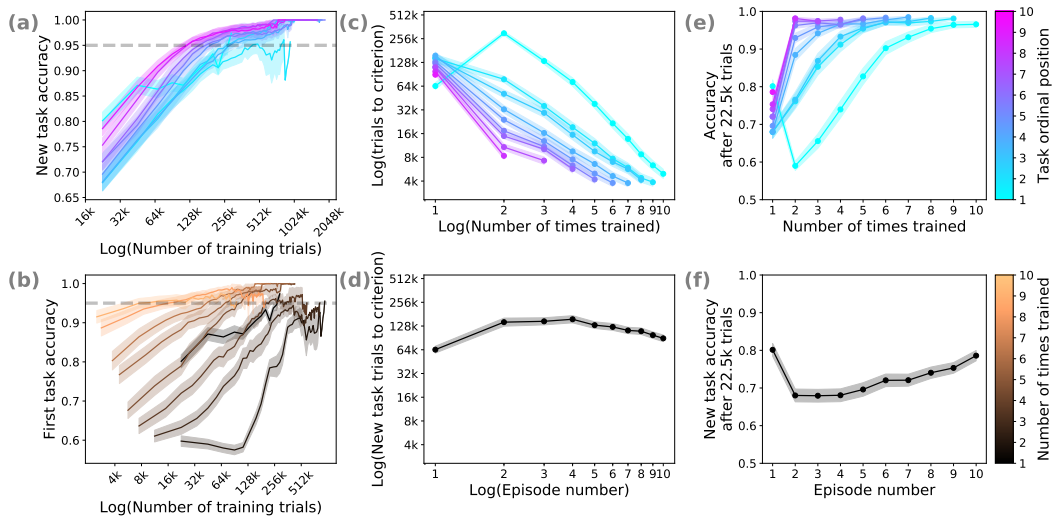 (a)
New task accuracy
1.00
0.95
0.90
0.85
0.80
0.75
0.70
0.65
16k
32k
64k
128k
256k
512k
1024k
2048k
Log(Number of training trials)
(c)
Log(trials to criterion)
512k
256k
128k
64k
32k
16k
8k
4k
1
2
3
4
5
6
7
8
9
10
Log(Number of times trained)
(e)
Accuracy
after 22.5k trials
1.0
0.9
0.8
0.7
0.6
0.5
1
2
3
4
5
6
7
8
9
10
Number of times trained
10
9
8
7
6
5
4
3
2
1
Task ordinal position
(b)
First task accuracy
1.0
0.9
0.8
0.7
0.6
4k
8k
16k
32k
64k
128k
256k
512k
Log(Number of training trials)
(d)
Log(New task trials to criterion)
512k
256k
128k
64k
32k
16k
8k
4k
1
2
3
4
5
6
7
8
9
10
Log(Episode number)
(f)
New task accuracy
after 22.5k trials
1.0
0.9
0.8
0.7
0.6
0.5
1
2
3
4
5
6
7
8
9
10
Episode number
10
9
8
7
6
5
4
3
2
1
Number of times trained